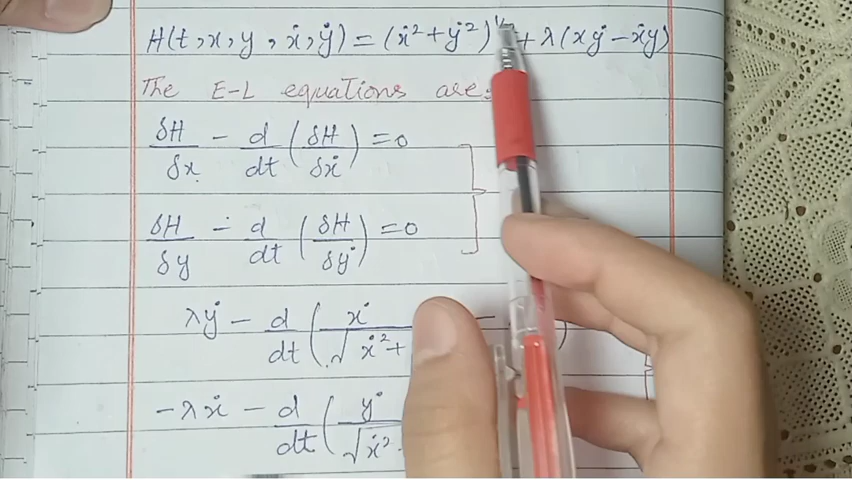 H(t,x,y,ẋ,ẏ) = (ẋ²+ẏ²)^½ + λ(xẏ-ẋy)
The E-L equations are:
δH/δx - d/dt (δH/δẋ) = 0
δH/δy - d/dt (δH/δẏ) = 0
λẏ - d/dt (ẋ/√ẋ²+
-λẋ - d/dt (ẏ/√ẋ²